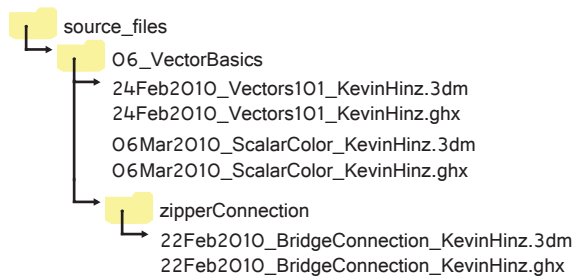 source_files
06_VectorBasics
24Feb2010_Vectors101_KevinHinz.3dm
24Feb2010_Vectors101_KevinHinz.ghx
06Mar2010_ScalarColor_KevinHinz.3dm
06Mar2010_ScalarColor_KevinHinz.ghx
zipperConnection
22Feb2010_BridgeConnection_KevinHinz.3dm
22Feb2010_BridgeConnection_KevinHinz.ghx